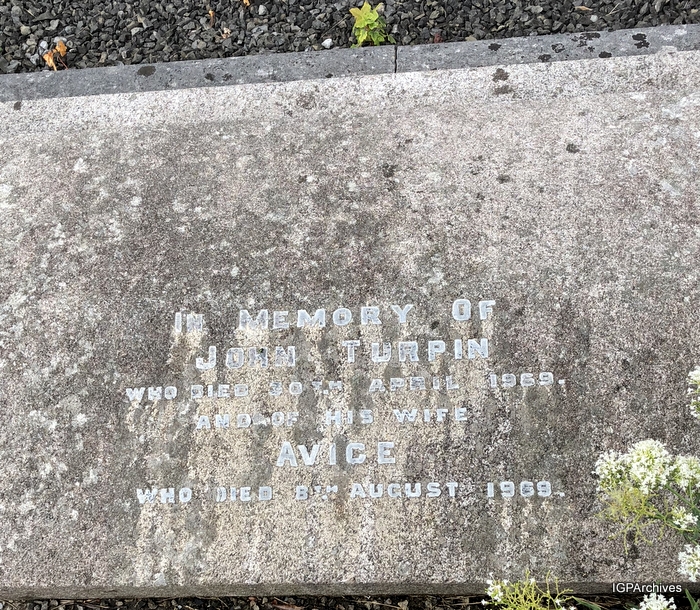 IN MEMORY OF
JOHN TURPIN
WHO DIED 30TH APRIL 1969.
AND OF HIS WIFE
AVICE
WHO DIED 8TH AUGUST 1969.
IGPArchives